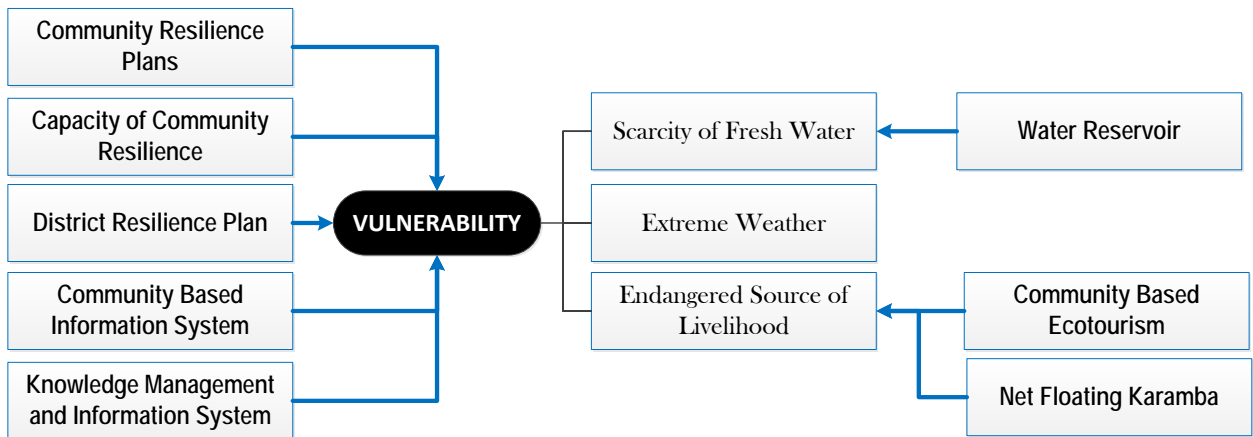 Community Resilience
Plans
Capacity of Community
Resilience
District Resilience Plan
Community Based
Information System
Knowledge Management
and Information System
VULNERABILITY
Scarcity of Fresh Water
Extreme Weather
Endangered Source of
Livelihood
Water Reservoir
Community Based
Ecotourism
Net Floating Karamba